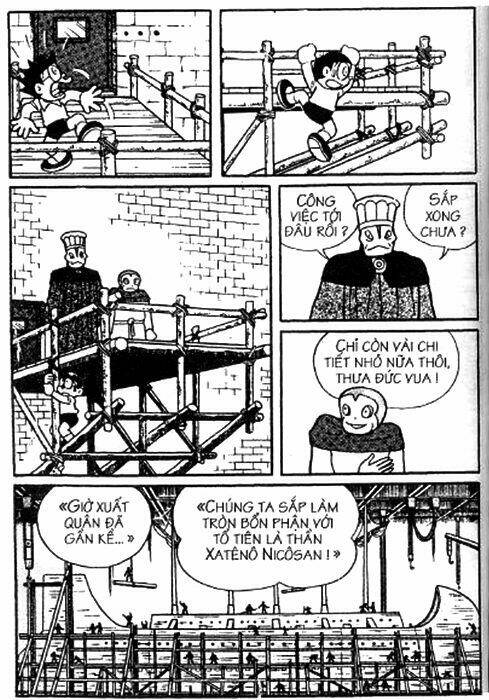 CÔNG
VIỆC TỚI
ĐÂU RỒI ?
SẮP
XONG
CHƯA ?
CHỈ CÒN VÀI CHI
TIẾT NHỎ NỮA THÔI,
THƯA ĐỨC VUA !
«GIỜ XUẤT
QUÂN ĐÃ
GẦN KỀ...»
«CHÚNG TA SẮP LÀM
TRÒN BỔN PHẬN VỚI
TỔ TIÊN LÀ THẦN
XATÊNÔ NICÔSAN !»